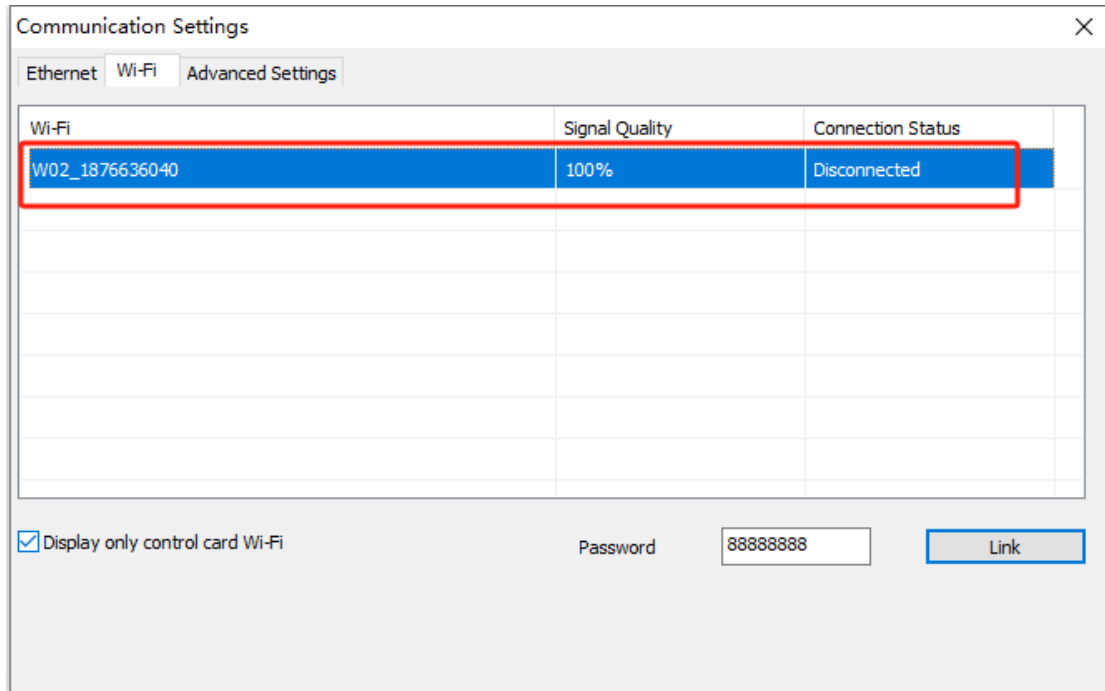 Communication Settings
Ethernet Wi-Fi Advanced Settings
Wi-Fi Signal Quality Connection Status
W02_1876636040 100% Disconnected
Display only control card Wi-Fi Password 88888888 Link